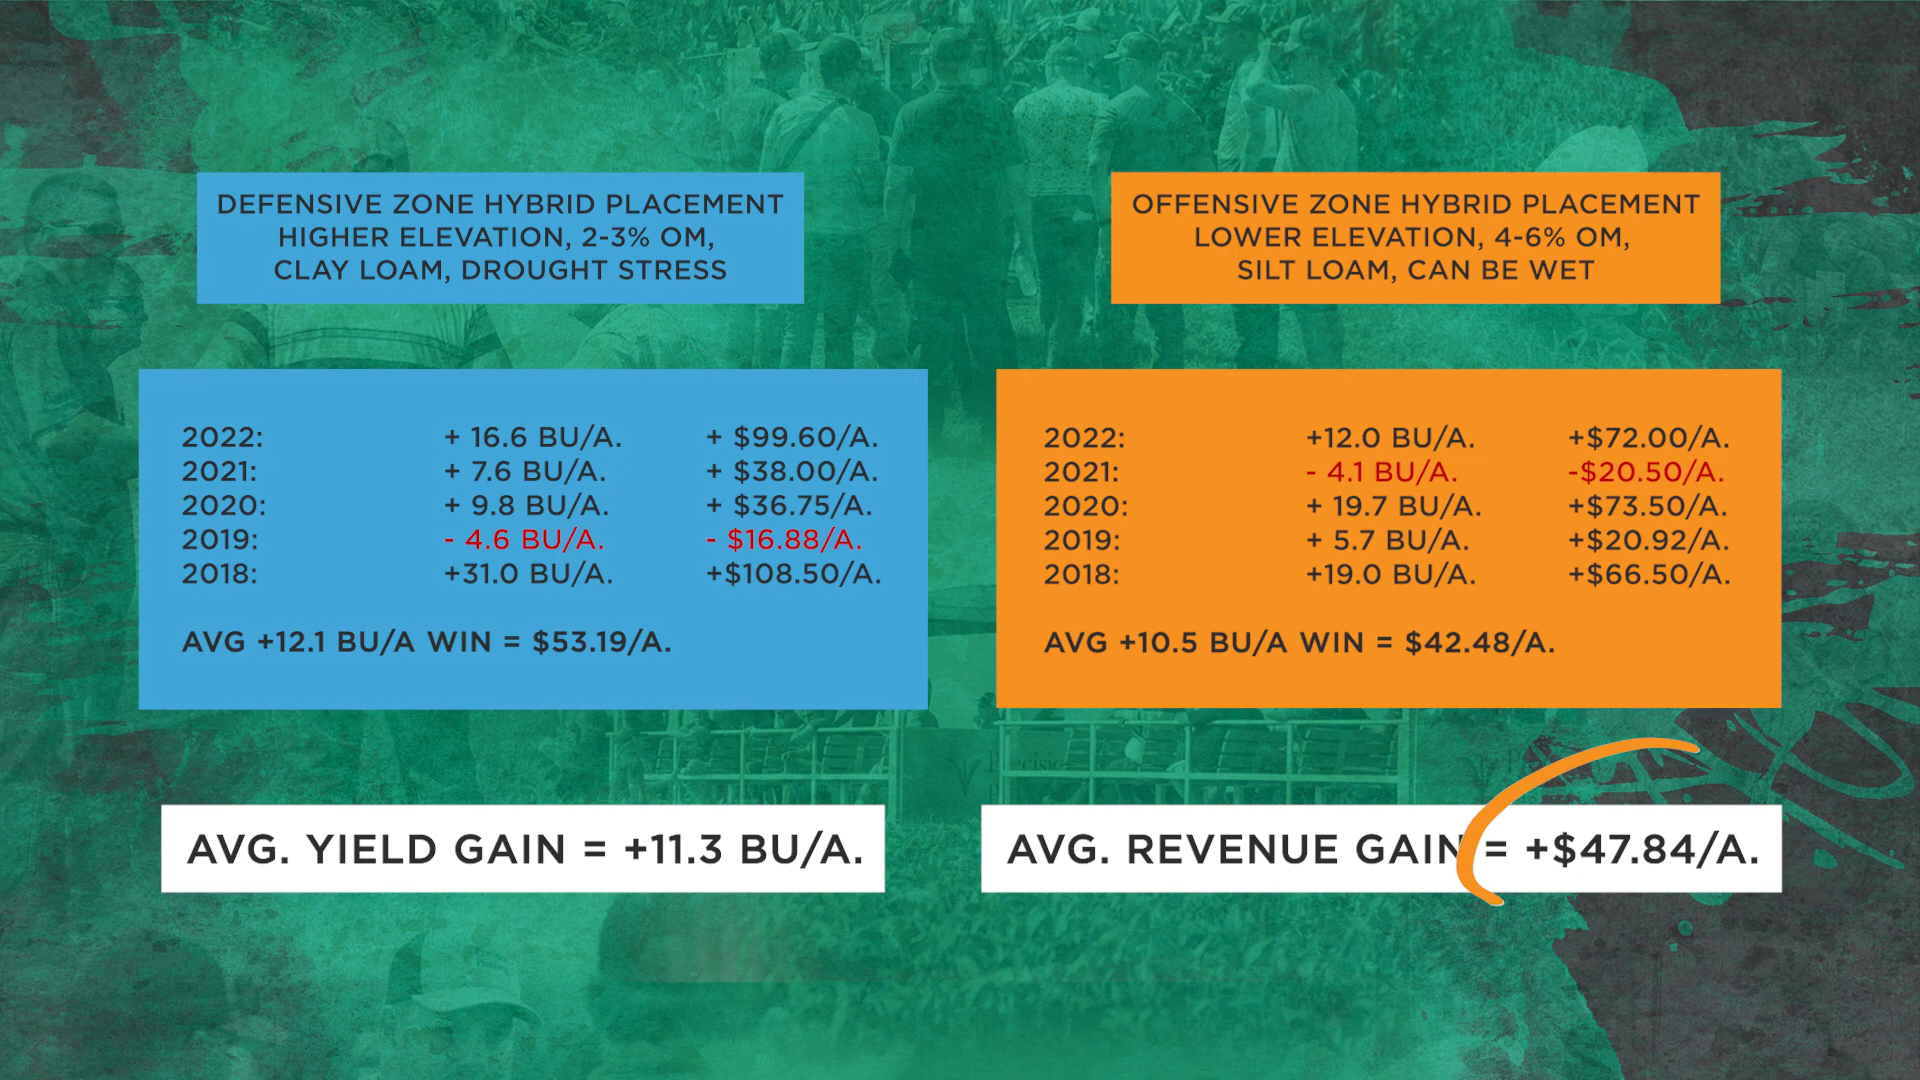 DEFENSIVE ZONE HYBRID PLACEMENT
HIGHER ELEVATION, 2-3% OM,
CLAY LOAM, DROUGHT STRESS
OFFENSIVE ZONE HYBRID PLACEMENT
LOWER ELEVATION, 4-6% OM,
SILT LOAM, CAN BE WET
2022: + 16.6 BU/A. + $99.60/A.
2021: + 7.6 BU/A. + $38.00/A.
2020: + 9.8 BU/A. + $36.75/A.
2019: - 4.6 BU/A. - $16.88/A.
2018: +31.0 BU/A. +$108.50/A.
AVG +12.1 BU/A WIN = $53.19/A.
2022: +12.0 BU/A. +$72.00/A.
2021: - 4.1 BU/A. -$20.50/A.
2020: + 19.7 BU/A. +$73.50/A.
2019: + 5.7 BU/A. +$20.92/A.
2018: +19.0 BU/A. +$66.50/A.
AVG +10.5 BU/A WIN = $42.48/A.
AVG. YIELD GAIN = +11.3 BU/A.
AVG. REVENUE GAIN = +$47.84/A.